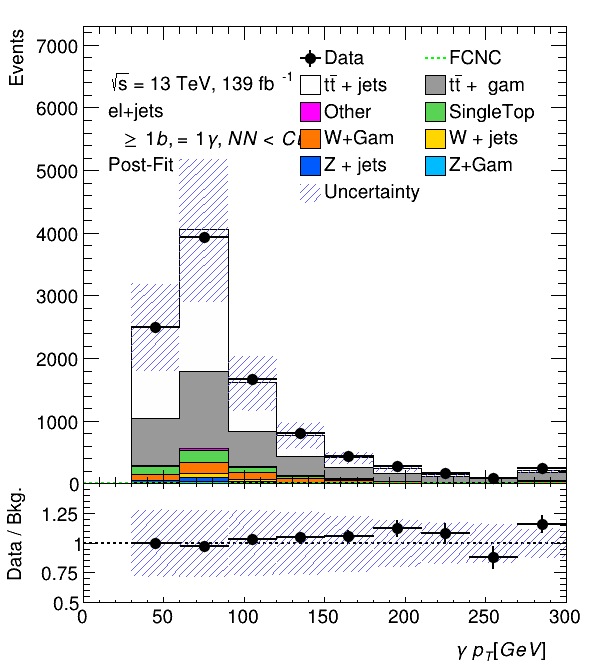 Events
7000
6000
5000
4000
3000
2000
1000
0
√s = 13 TeV, 139 fb⁻¹
el+jets
≥ 1b, = 1γ, NN < C
Post-Fit
Data
FCNC
tt̄ + jets
tt̄ + gam
Other
SingleTop
W+Gam
W + jets
Z + jets
Z+Gam
Uncertainty
Data / Bkg.
1.25
1
0.75
0.5
0 50 100 150 200 250 300
γ p_T [GeV]